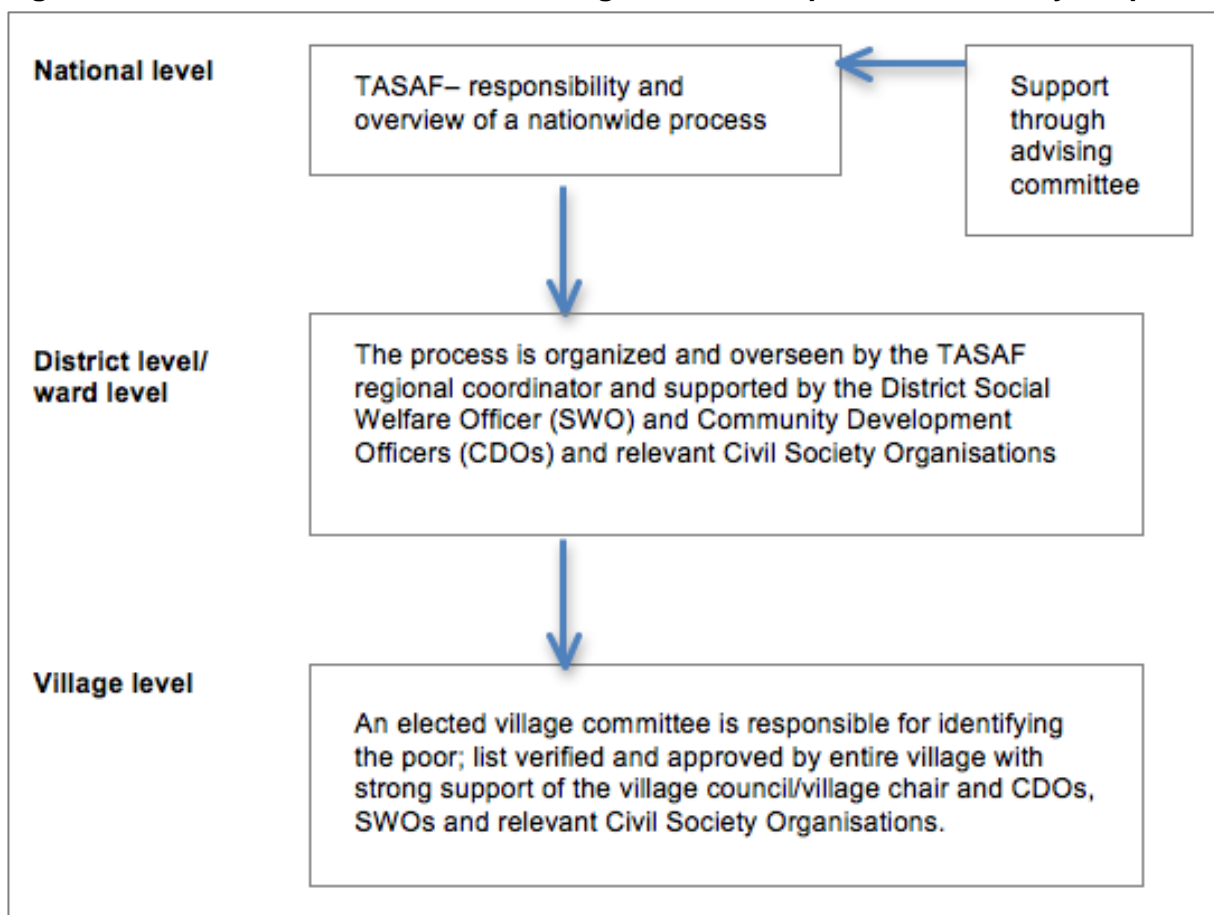 National level
TASAF– responsibility and
overview of a nationwide process
Support
through
advising
committee
District level/
ward level
The process is organized and overseen by the TASAF
regional coordinator and supported by the District Social
Welfare Officer (SWO) and Community Development
Officers (CDOs) and relevant Civil Society Organisations
Village level
An elected village committee is responsible for identifying
the poor; list verified and approved by entire village with
strong support of the village council/village chair and CDOs,
SWOs and relevant Civil Society Organisations.